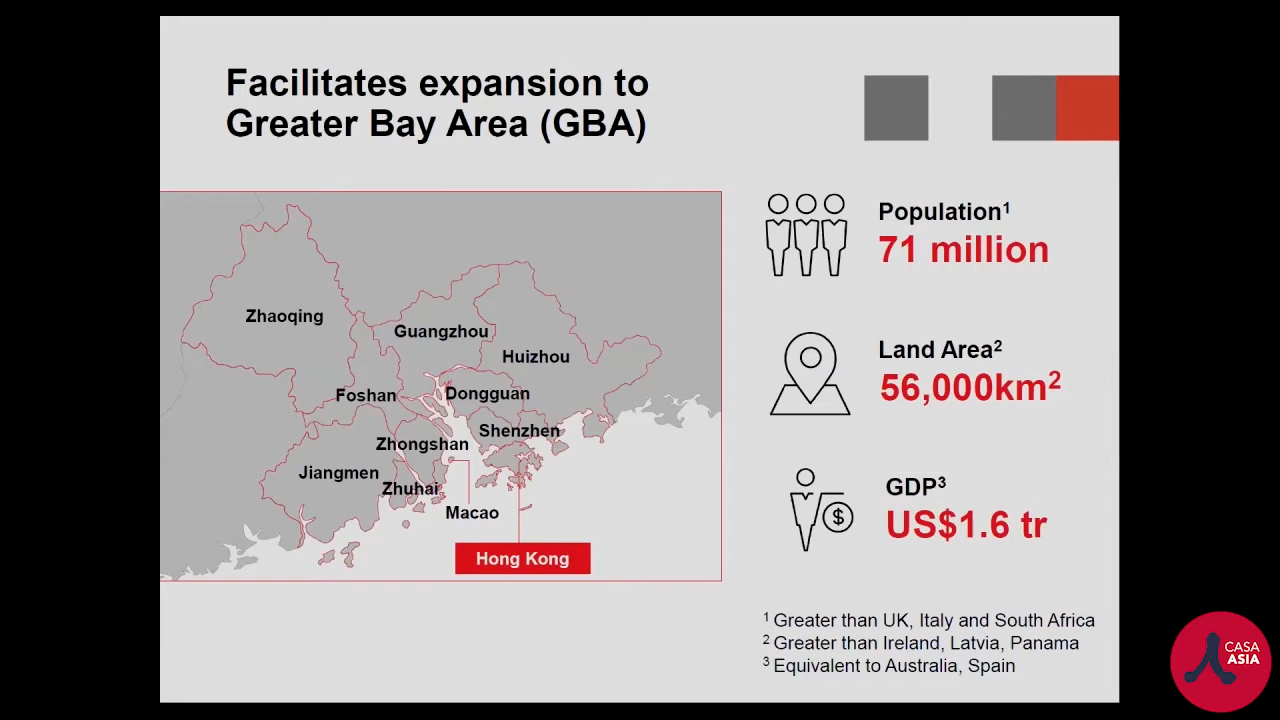 Facilitates expansion to
Greater Bay Area (GBA)
Zhaoqing
Guangzhou
Huizhou
Foshan
Dongguan
Shenzhen
Zhongshan
Jiangmen
Zhuhai
Macao
Hong Kong
Population¹
71 million
Land Area²
56,000km²
GDP³
$
US$1.6 tr
¹ Greater than UK, Italy and South Africa
² Greater than Ireland, Latvia, Panama
³ Equivalent to Australia, Spain
CASA
ASIA